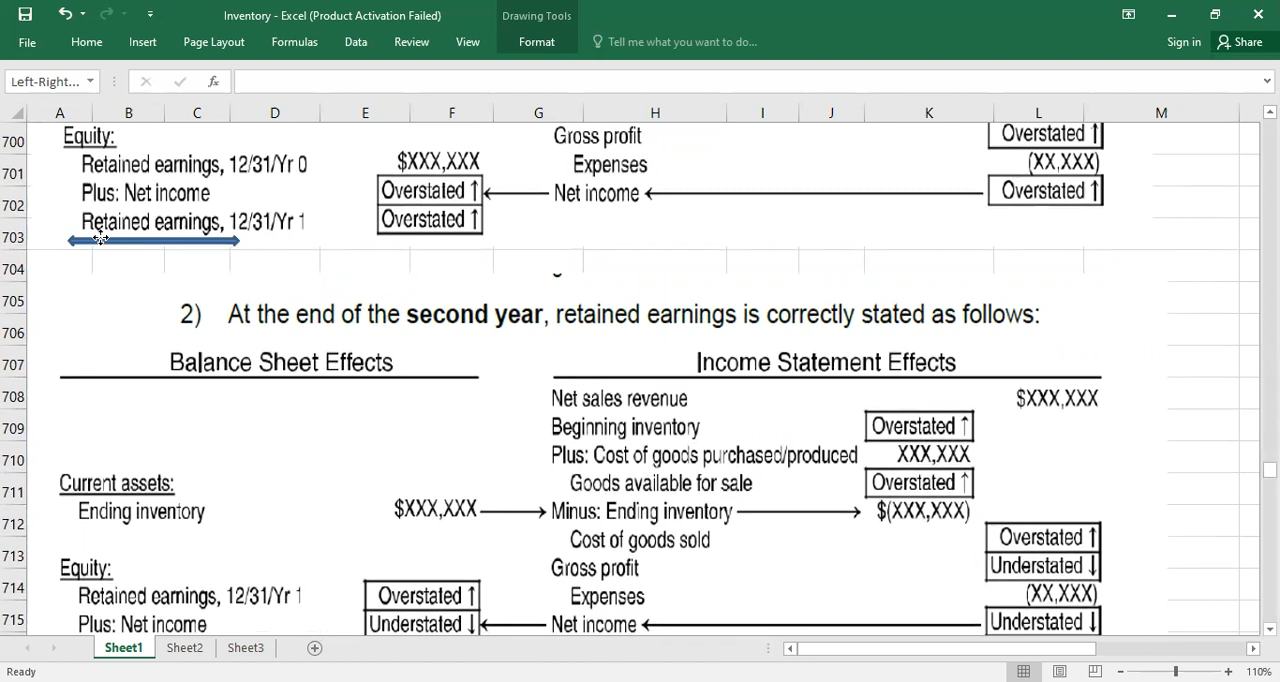 Inventory - Excel (Product Activation Failed)
Drawing Tools
File Home Insert Page Layout Formulas Data Review View Format Tell me what you want to do... Sign in Share
Left-Right... fx
A B C D E F G H I J K L M
700 Equity: Gross profit Overstated ↑
701 Retained earnings, 12/31/Yr 0 $XXX,XXX Expenses (XX,XXX)
702 Plus: Net income Overstated ↑ Net income Overstated ↑
703 Retained earnings, 12/31/Yr 1 Overstated ↑
704
705
706 2) At the end of the second year, retained earnings is correctly stated as follows:
707 Balance Sheet Effects Income Statement Effects
708 Net sales revenue $XXX,XXX
709 Beginning inventory Overstated ↑
710 Plus: Cost of goods purchased/produced XXX,XXX
711 Current assets: Goods available for sale Overstated ↑
712 Ending inventory $XXX,XXX Minus: Ending inventory $(XXX,XXX)
713 Cost of goods sold Overstated ↑
Equity: Gross profit Understated ↓
714 Retained earnings, 12/31/Yr 1 Overstated ↑ Expenses (XX,XXX)
715 Plus: Net income Understated ↓ Net income Understated ↓
Sheet1 Sheet2 Sheet3
Ready 110%